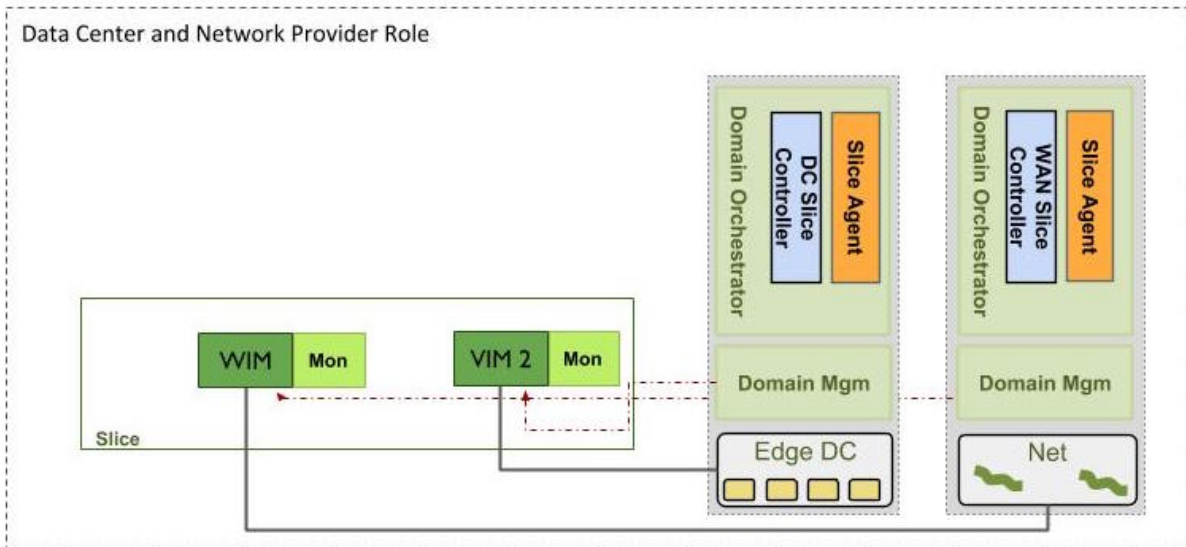 Data Center and Network Provider Role
Domain Orchestrator
DC Slice
Controller
Slice Agent
Domain Orchestrator
WAN Slice
Controller
Slice Agent
WIM
Mon
VIM 2
Mon
Slice
Domain Mgm
Domain Mgm
Edge DC
Net